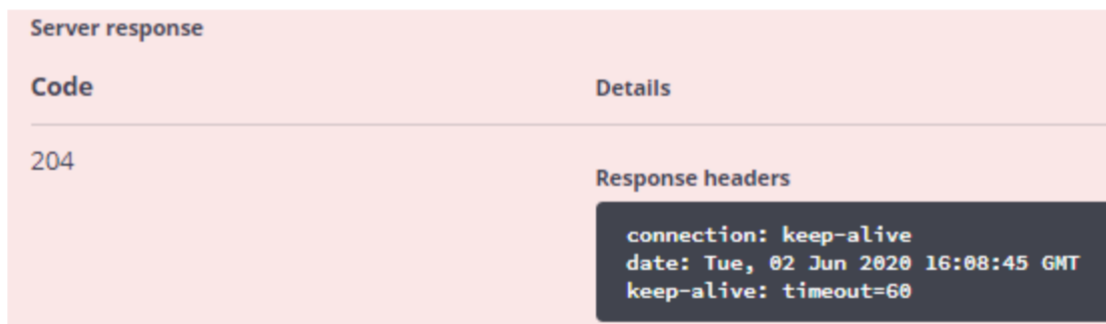 Server response
Code Details
204
Response headers
connection: keep-alive
date: Tue, 02 Jun 2020 16:08:45 GMT
keep-alive: timeout=60